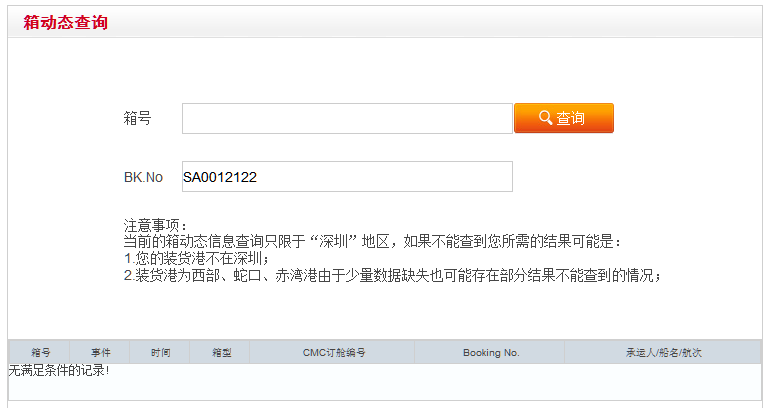 箱动态查询
箱号 查询
BK.No SA0012122
注意事项：
当前的箱动态信息查询只限于“深圳”地区，如果不能查到您所需的结果可能是：
1.您的装货港不在深圳；
2.装货港为西部、蛇口、赤湾港由于少量数据缺失也可能存在部分结果不能查到的情况；
箱号 事件 时间 箱型 CMC订舱编号 Booking No. 承运人/船名/航次
无满足条件的记录!